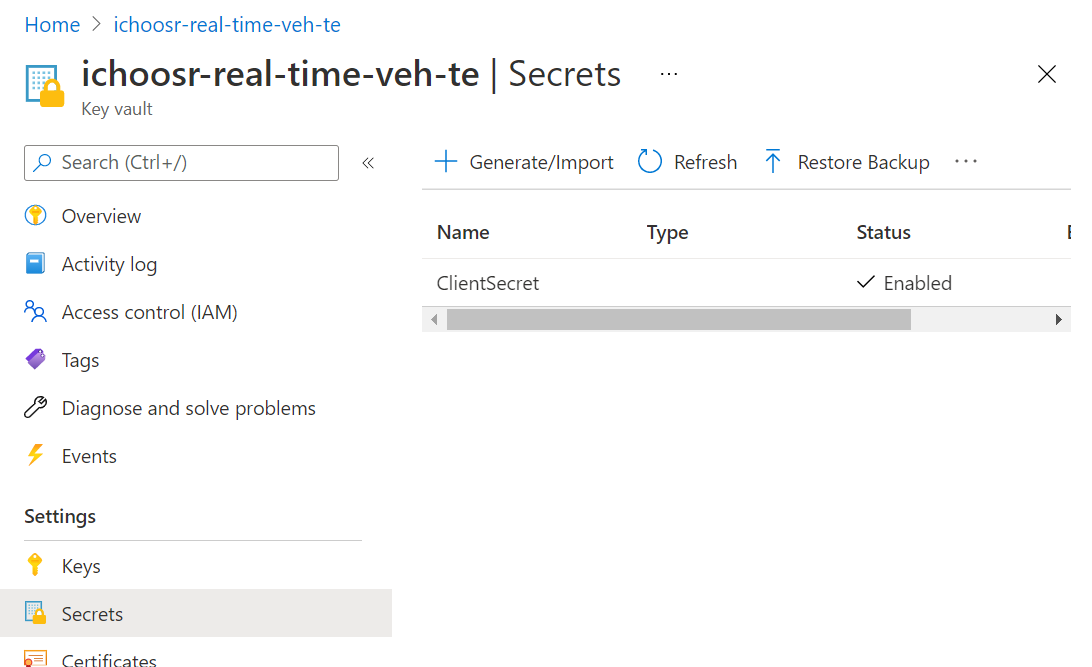 Home > ichoosr-real-time-veh-te
ichoosr-real-time-veh-te | Secrets ...
Key vault
Search (Ctrl+/) «
Generate/Import Refresh Restore Backup ...
Overview
Name Type Status
Activity log
ClientSecret Enabled
Access control (IAM)
Tags
Diagnose and solve problems
Events
Settings
Keys
Secrets
Certificates